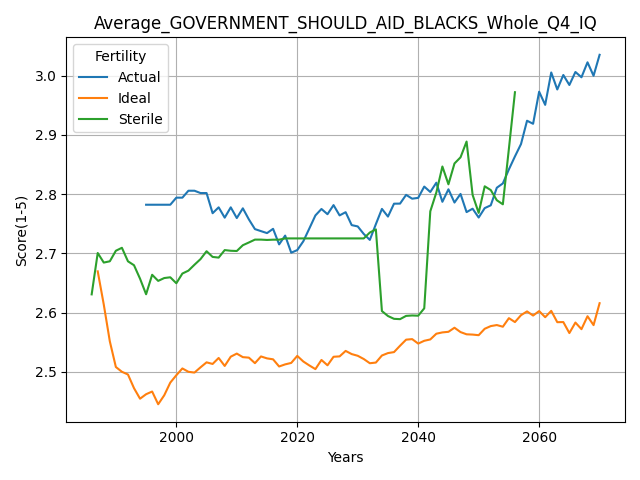 Average_GOVERNMENT_SHOULD_AID_BLACKS_Whole_Q4_IQ
Fertility
Actual
Ideal
Sterile
Score(1-5)
3.0
2.9
2.8
2.7
2.6
2.5
2000
2020
2040
2060
Years